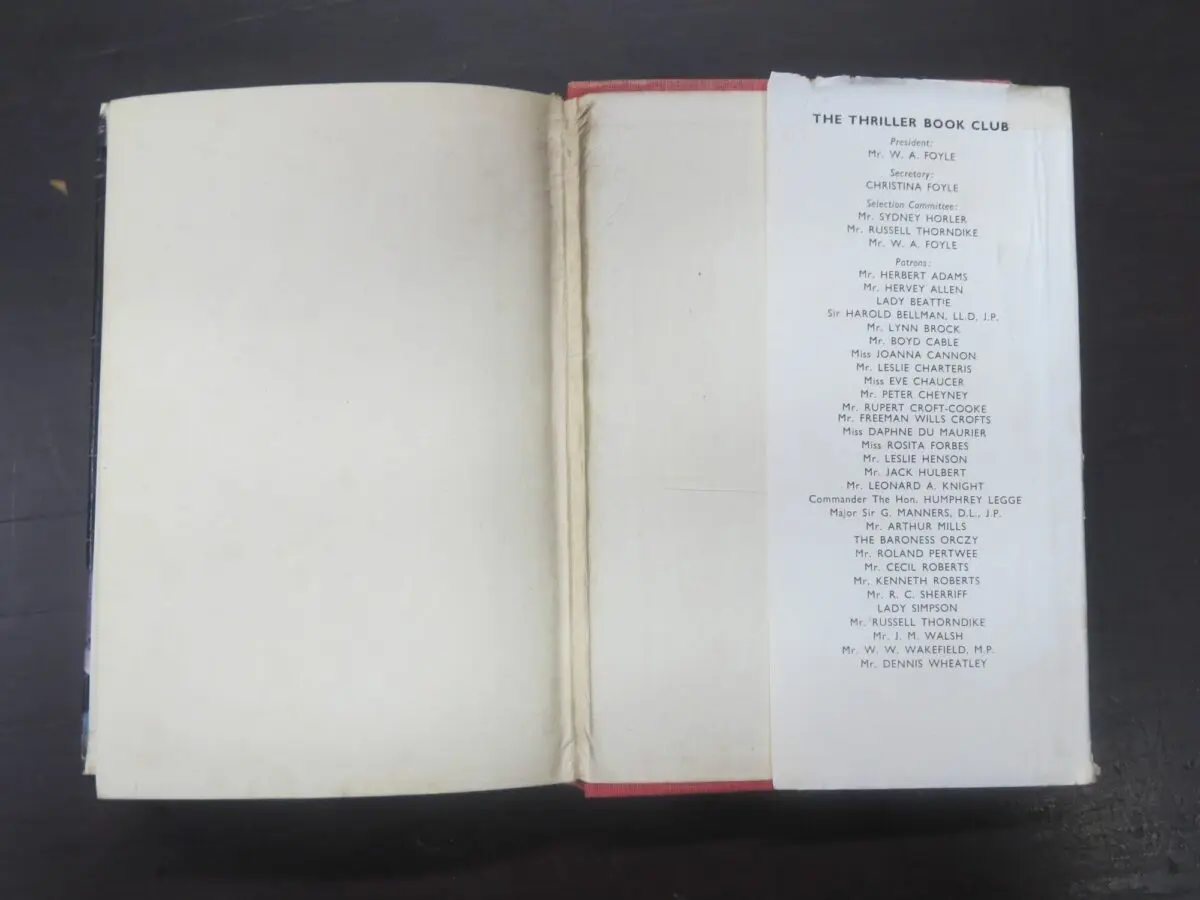 THE THRILLER BOOK CLUB
President:
Mr. W. A. FOYLE
Secretary:
CHRISTINA FOYLE
Selection Committee:
Mr. SYDNEY HORLER
Mr. RUSSELL THORNDIKE
Mr. W. A. FOYLE
Patrons:
Mr. HERBERT ADAMS
Mr. HERVEY ALLEN
LADY BEATTIE
Sir HAROLD BELLMAN, LL.D, J.P.
Mr. LYNN BROCK
Mr. BOYD CABLE
Miss JOANNA CANNON
Mr. LESLIE CHARTERIS
Miss EVE CHAUCER
Mr. PETER CHEYNEY
Mr. RUPERT CROFT-COOKE
Mr. FREEMAN WILLS CROFTS
Miss DAPHNE DU MAURIER
Miss ROSITA FORBES
Mr. LESLIE HENSON
Mr. JACK HULBERT
Mr. LEONARD A. KNIGHT
Commander The Hon. HUMPHREY LEGGE
Major Sir G. MANNERS, D.L., J.P.
Mr. ARTHUR MILLS
THE BARONESS ORCZY
Mr. ROLAND PERTWEE
Mr. CECIL ROBERTS
Mr. KENNETH ROBERTS
Mr. R. C. SHERRIFF
LADY SIMPSON
Mr. RUSSELL THORNDIKE
Mr. J. M. WALSH
Mr. W. W. WAKEFIELD, M.P.
Mr. DENNIS WHEATLEY